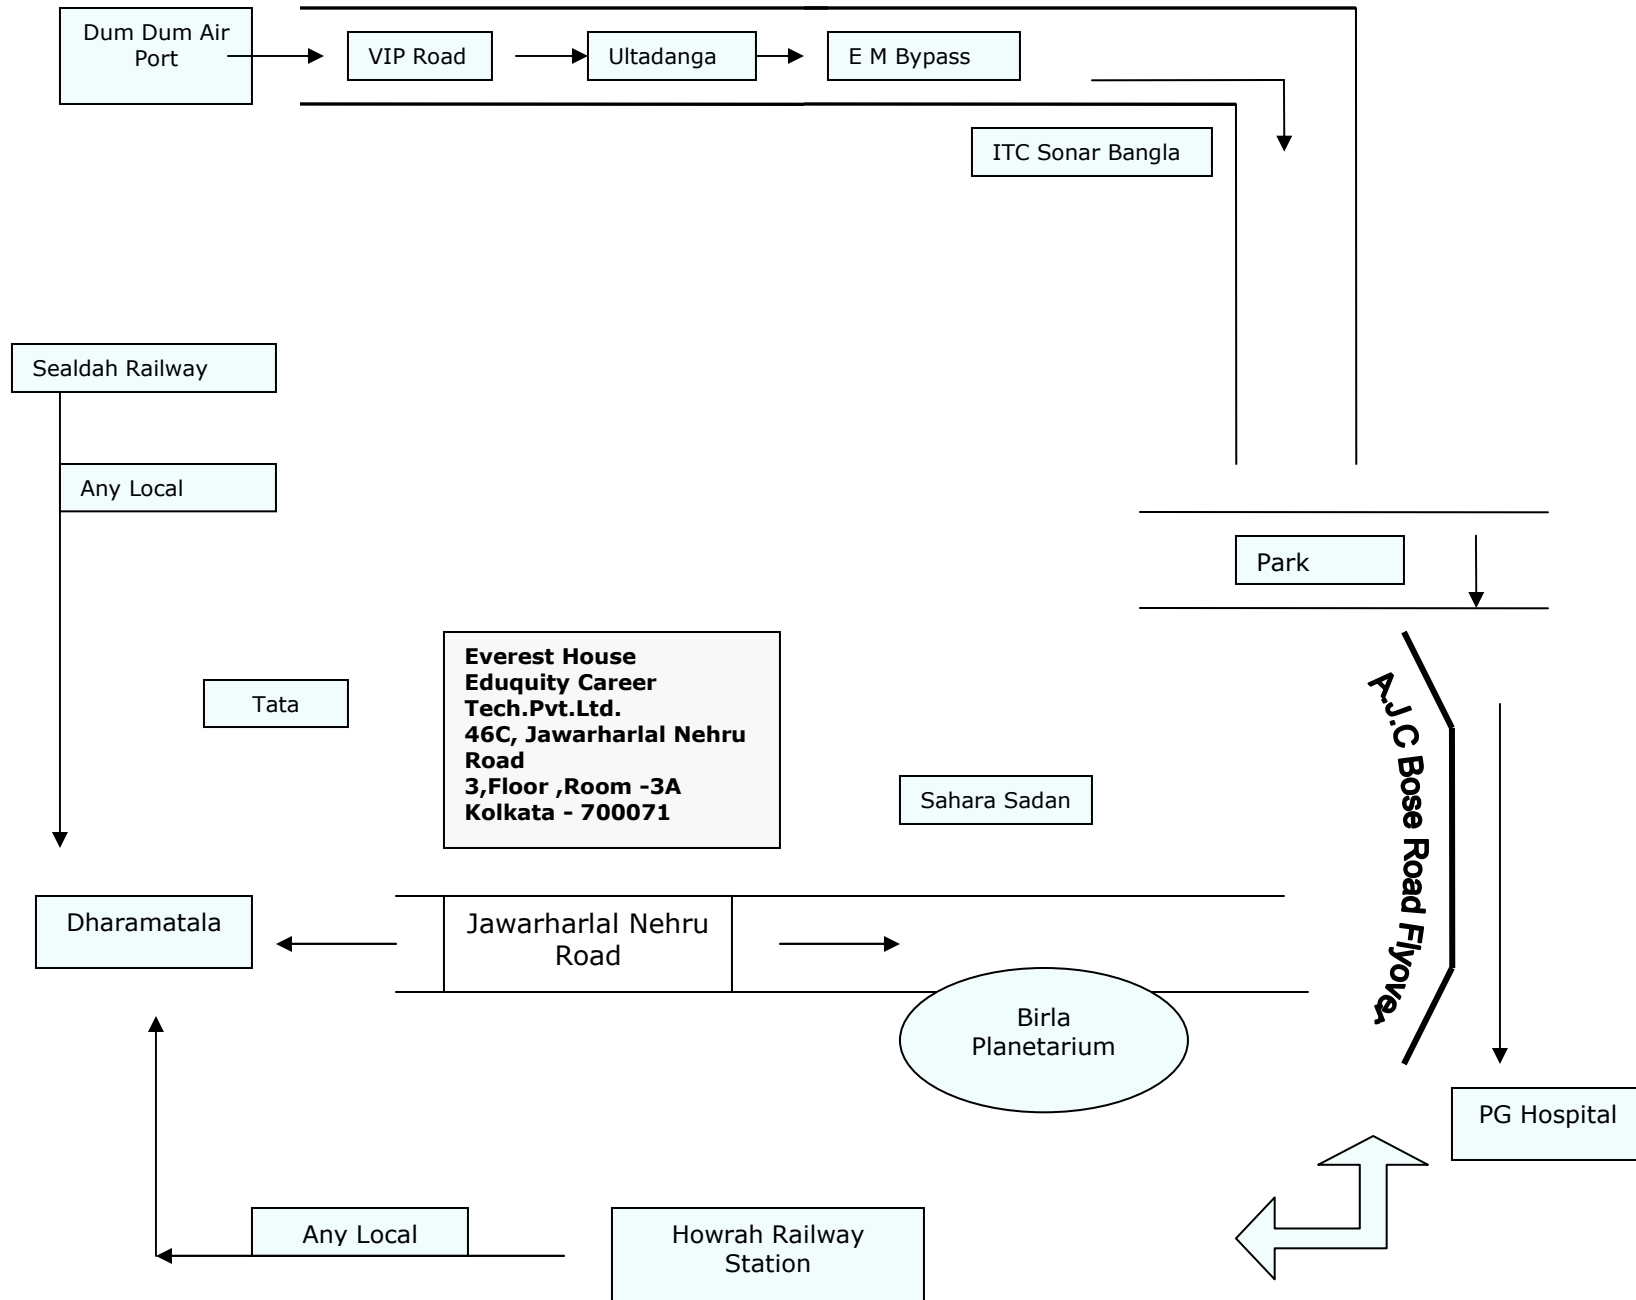 Dum Dum Air
Port
VIP Road
Ultadanga
E M Bypass
ITC Sonar Bangla
Sealdah Railway
Any Local
Park
Tata
Everest House
Eduquity Career
Tech.Pvt.Ltd.
46C, Jawarharlal Nehru
Road
3,Floor ,Room -3A
Kolkata - 700071
Sahara Sadan
A.J.C Bose Road Flyover
Dharamatala
Jawarharlal Nehru
Road
Birla
Planetarium
PG Hospital
Any Local
Howrah Railway
Station